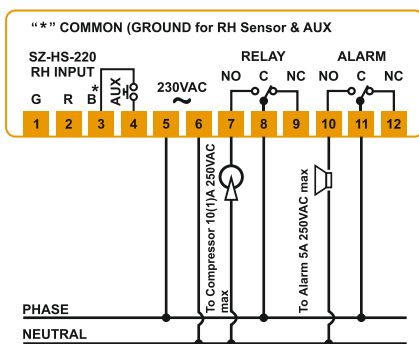 “*” COMMON (GROUND for RH Sensor & AUX
SZ-HS-220
RH INPUT
G R B *
AUX
230VAC
~
RELAY
NO C NC
ALARM
NO C NC
1 2 3 4 5 6 7 8 9 10 11 12
To Compressor 10(1)A 250VAC
max
To Alarm 5A 250VAC max
PHASE
NEUTRAL